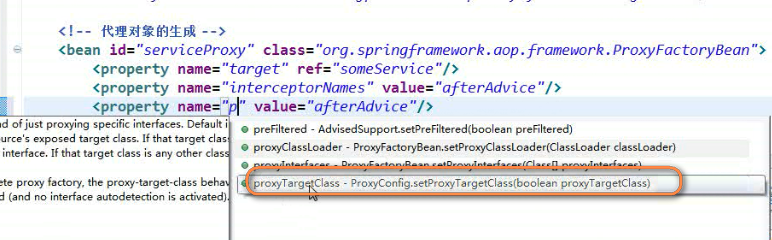 <!-- 代理对象的生成 -->
<bean id="serviceProxy" class="org.springframework.aop.framework.ProxyFactoryBean">
<property name="target" ref="someService"/>
<property name="interceptorNames" value="afterAdvice"/>
<property name="p" value="afterAdvice"/>
nd of just proxying specific interfaces. Default i
urce's exposed target class. If that target clas
interface. If that target class is any other class
ete proxy factory, the proxy-target-class behav
d (and no interface autodetection is activated).
preFiltered - AdvisedSupport.setPreFiltered(boolean preFiltered)
proxyClassLoader - ProxyFactoryBean.setProxyClassLoader(ClassLoader classLoader)
proxyInterfaces - ProxyFactoryBean.setProxyInterfaces(Class[] proxyInterfaces)
proxyTargetClass - ProxyConfig.setProxyTargetClass(boolean proxyTargetClass)